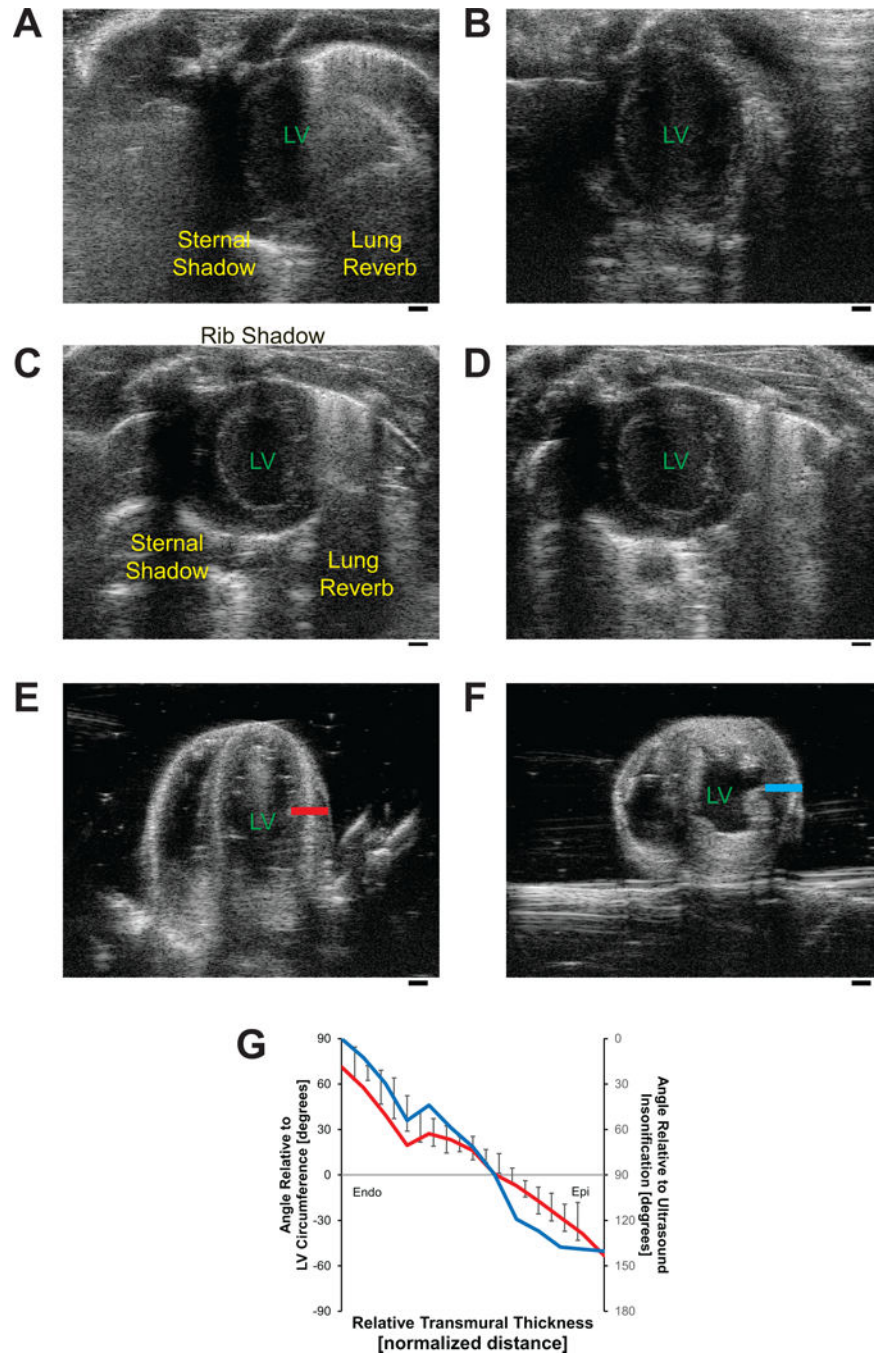 A
LV
Sternal
Shadow
Lung
Reverb
B
LV
Rib Shadow
C
LV
Sternal
Shadow
Lung
Reverb
D
LV
E
LV
F
LV
G
90
60
30
0
-30
-60
-90
Angle Relative to
LV Circumference [degrees]
Endo
Epi
0
30
60
90
120
150
180
Angle Relative to Ultrasound
Insonification [degrees]
Relative Transmural Thickness
[normalized distance]